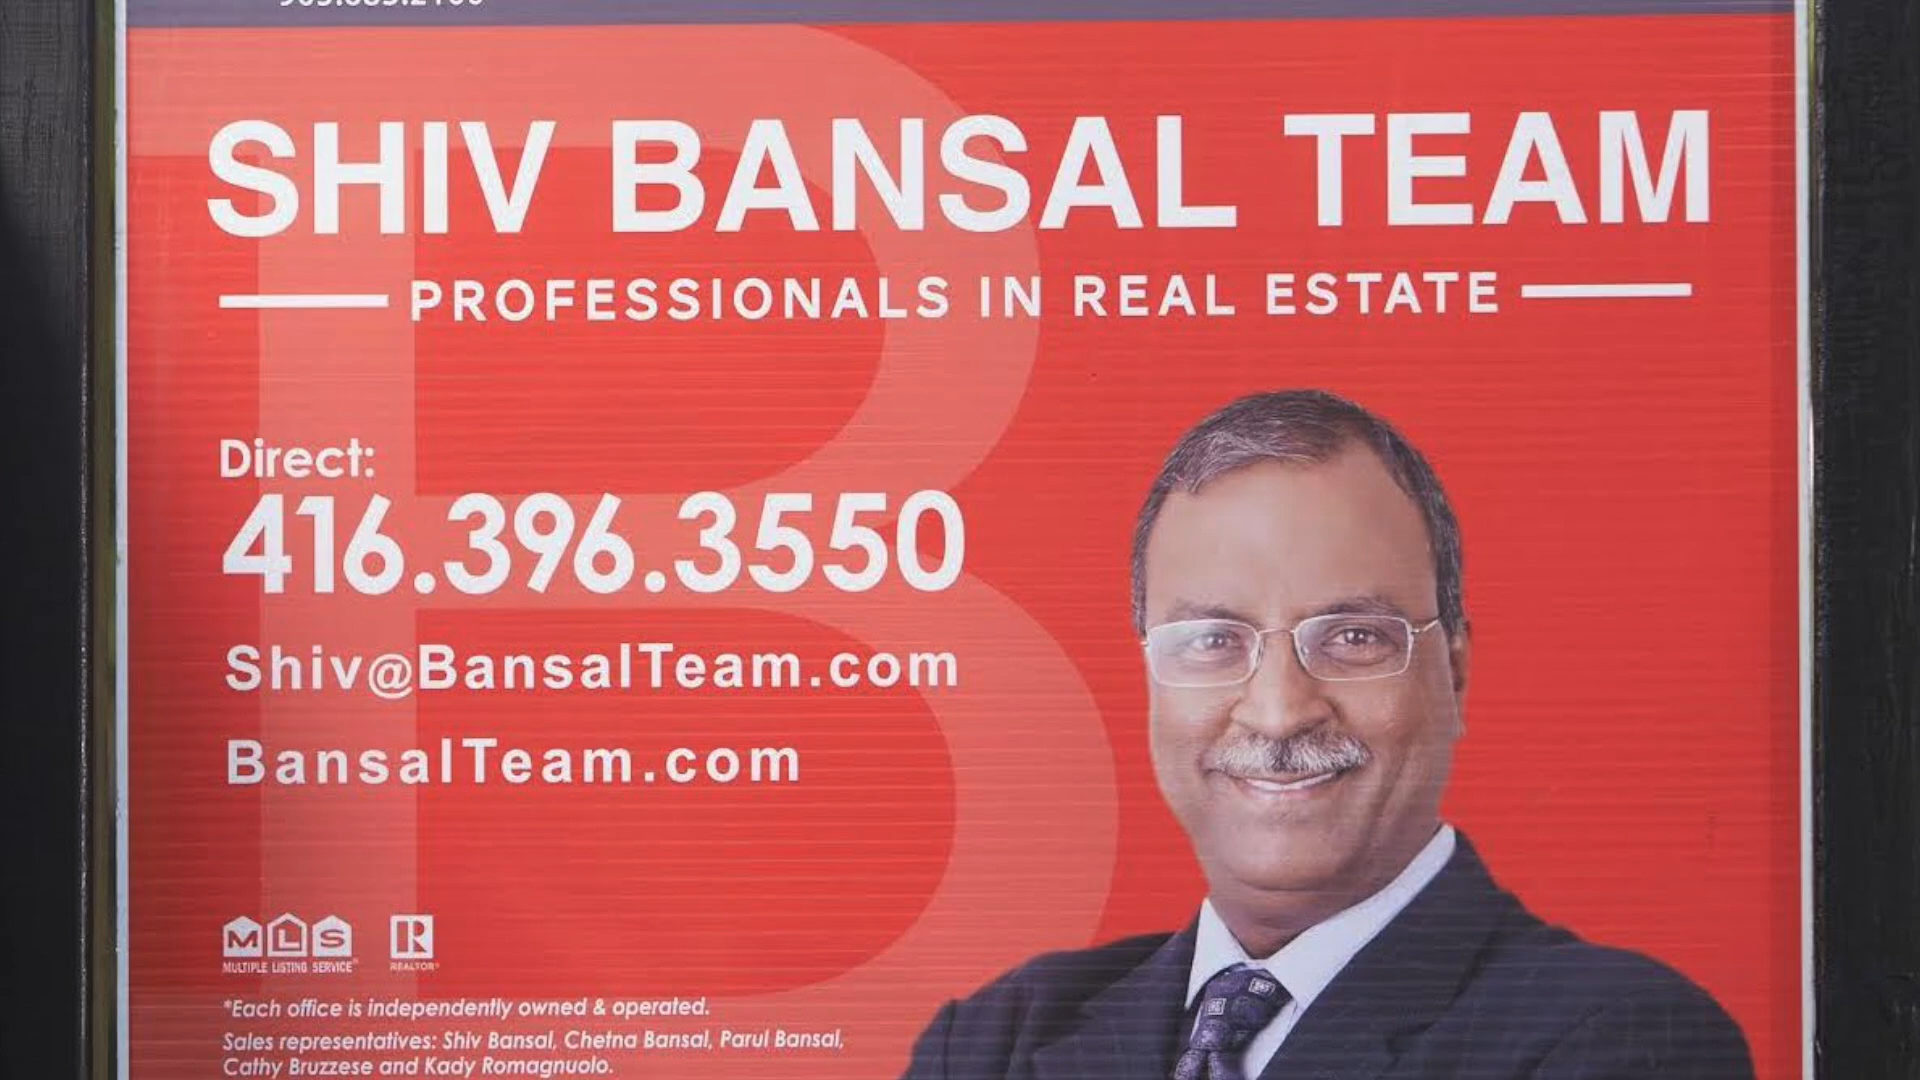 SHIV BANSAL TEAM
PROFESSIONALS IN REAL ESTATE
Direct:
416.396.3550
Shiv@BansalTeam.com
BansalTeam.com
MLS R
MULTIPLE LISTING SERVICE® REALTOR®
*Each office is independently owned & operated.
Sales representatives: Shiv Bansal, Chetna Bansal, Parul Bansal,
Cathy Bruzzese and Kady Romagnuolo.